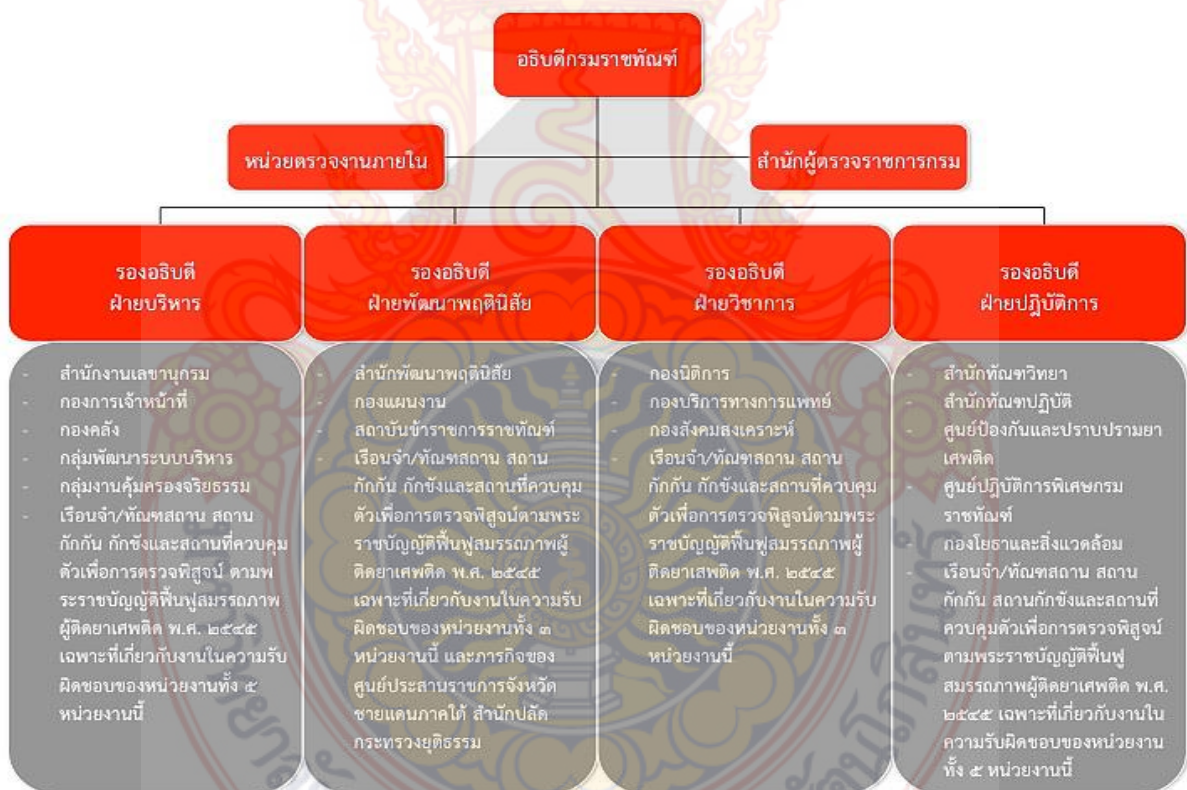 อธิบดีกรมราชทัณฑ์
หน่วยตรวจงานภายใน
สำนักผู้ตรวจราชการกรม
รองอธิบดี
ฝ่ายบริหาร
รองอธิบดี
ฝ่ายพัฒนาพฤตินิสัย
รองอธิบดี
ฝ่ายวิชาการ
รองอธิบดี
ฝ่ายปฏิบัติการ
- สำนักงานเลขานุกรม
- กองการเจ้าหน้าที่
- กองคลัง
- กลุ่มพัฒนาระบบบริหาร
- กลุ่มงานคุ้มครองจริยธรรม
- เรือนจำ/ทัณฑสถาน สถาน
กักกัน กักขังและสถานที่ควบคุม
ตัวเพื่อการตรวจพิสูจน์ ตามพ
ระราชบัญญัติฟื้นฟูสมรรถภาพ
ผู้ติดยาเสพติด พ.ศ. ๒๕๔๕
เฉพาะที่เกี่ยวกับงานในความรับ
ผิดชอบของหน่วยงานทั้ง ๕
หน่วยงานนี้
- สำนักพัฒนาพฤตินิสัย
- กองแผนงาน
- สถาบันข้าราชการราชทัณฑ์
- เรือนจำ/ทัณฑสถาน สถาน
กักกัน กักขังและสถานที่ควบคุม
ตัวเพื่อการตรวจพิสูจน์ตามพระ
ราชบัญญัติฟื้นฟูสมรรถภาพผู้
ติดยาเสพติด พ.ศ. ๒๕๔๕
เฉพาะที่เกี่ยวกับงานในความรับ
ผิดชอบของหน่วยงานทั้ง ๓
หน่วยงานนี้ และภารกิจของ
ศูนย์ประสานราชการจังหวัด
ชายแดนภาคใต้ สำนักปลัด
กระทรวงยุติธรรม
- กองนิติการ
- กองบริการทางการแพทย์
- กองสังคมสงเคราะห์
- เรือนจำ/ทัณฑสถาน สถาน
กักกัน กักขังและสถานที่ควบคุม
ตัวเพื่อการตรวจพิสูจน์ตามพระ
ราชบัญญัติฟื้นฟูสมรรถภาพผู้
ติดยาเสพติด พ.ศ. ๒๕๔๕
เฉพาะที่เกี่ยวกับงานในความรับ
ผิดชอบของหน่วยงานทั้ง ๓
หน่วยงานนี้
- สำนักทัณฑวิทยา
- สำนักทัณฑปฏิบัติ
- ศูนย์ป้องกันและปราบปรามยา
เสพติด
- ศูนย์ปฏิบัติการพิเศษกรม
ราชทัณฑ์
- กองโยธาและสิ่งแวดล้อม
- เรือนจำ/ทัณฑสถาน สถาน
กักกัน สถานกักขังและสถานที่
ควบคุมตัวเพื่อการตรวจพิสูจน์
ตามพระราชบัญญัติฟื้นฟู
สมรรถภาพผู้ติดยาเสพติด พ.ศ.
๒๕๔๕ เฉพาะที่เกี่ยวกับงานใน
ความรับผิดชอบของหน่วยงาน
ทั้ง ๕ หน่วยงานนี้